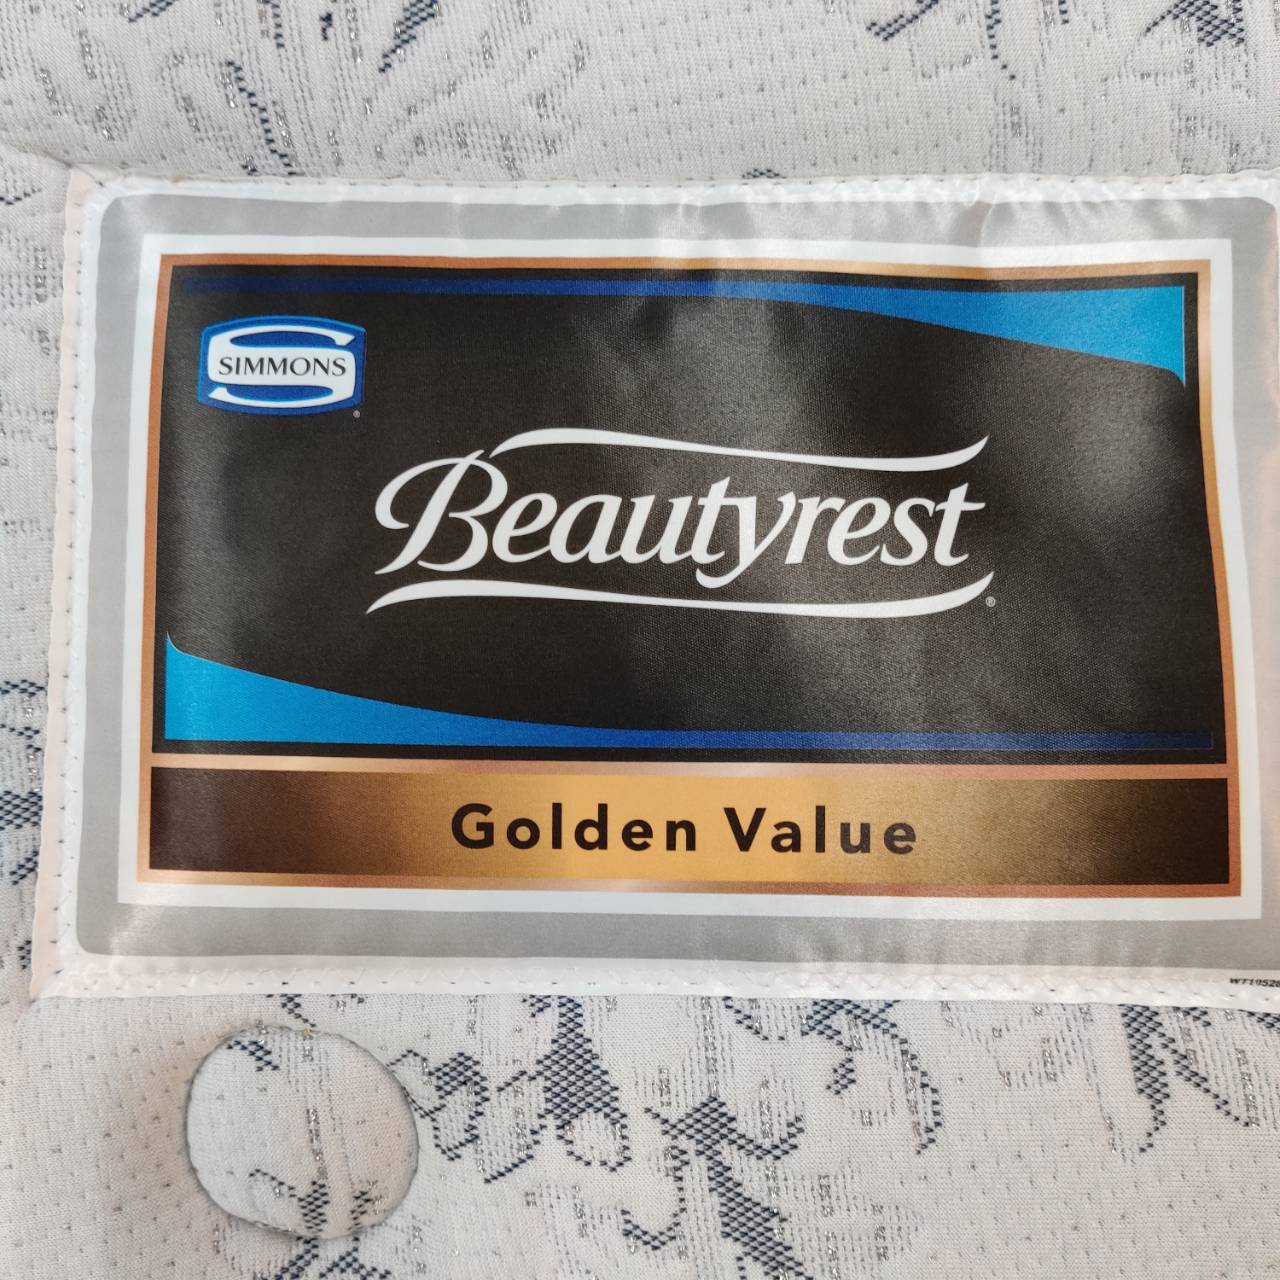 SIMMONS
®
Beautyrest
®
Golden Value